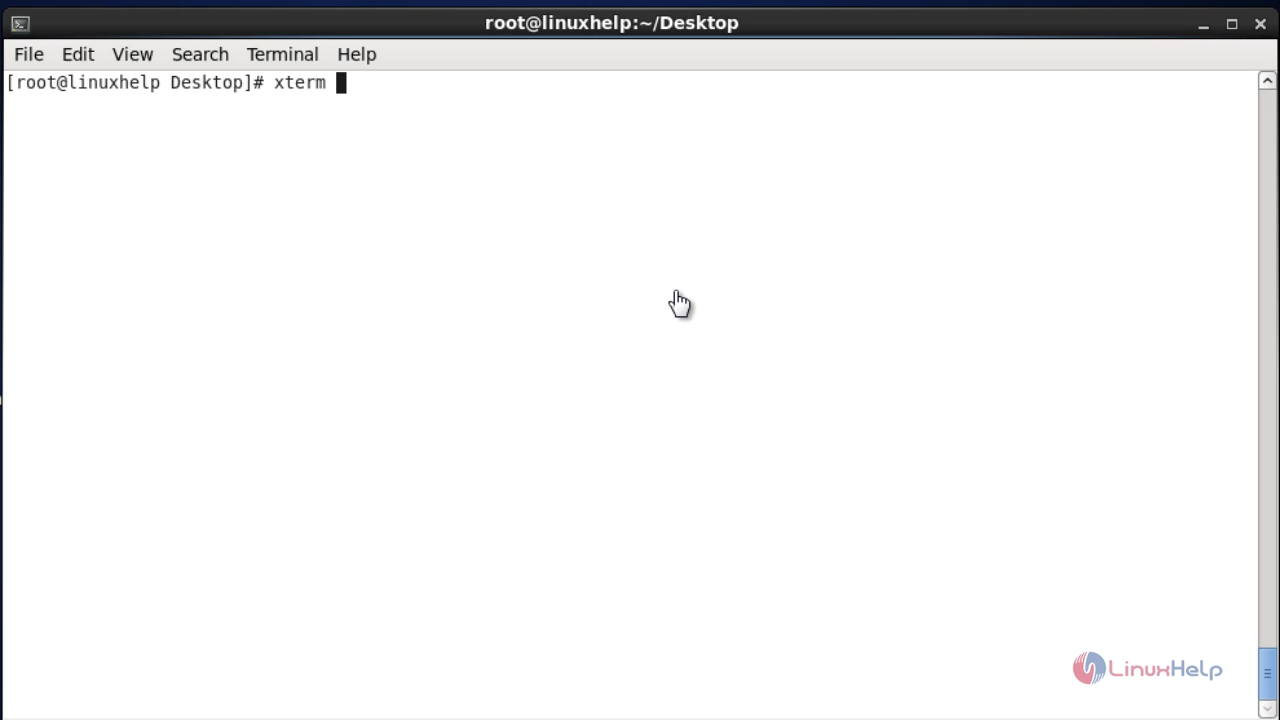 root@linuxhelp:~/Desktop
File Edit View Search Terminal Help
[root@linuxhelp Desktop]# xterm
LinuxHelp